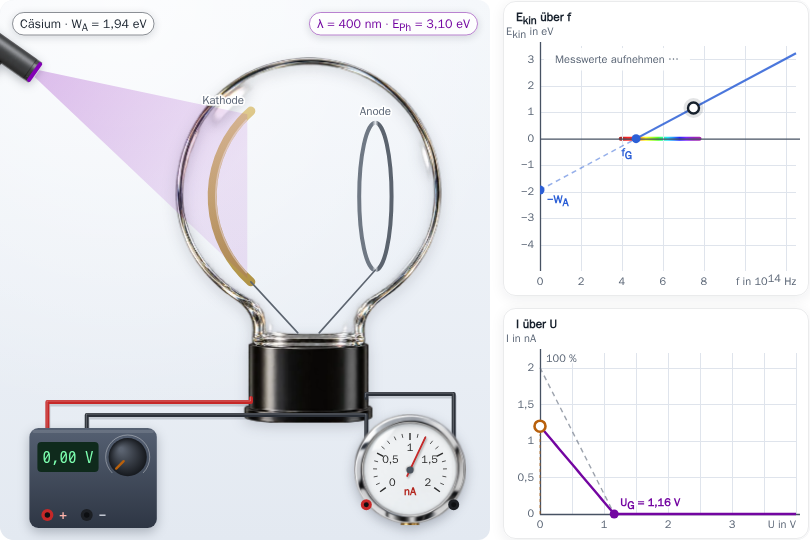 Cäsium · WA = 1,94 eV
λ = 400 nm · EPh = 3,10 eV
Kathode
Anode
0,00 V
+ −
0 0,5 1 1,5 2
nA
Ekin über f
Ekin in eV
Messwerte aufnehmen ···
3
2
1
0
−1
−2
−3
−4
fG
−WA
0 2 4 6 8 f in 10^14 Hz
I über U
I in nA
100 %
2
1,5
1
0,5
0
UG = 1,16 V
0 1 2 3 U in V